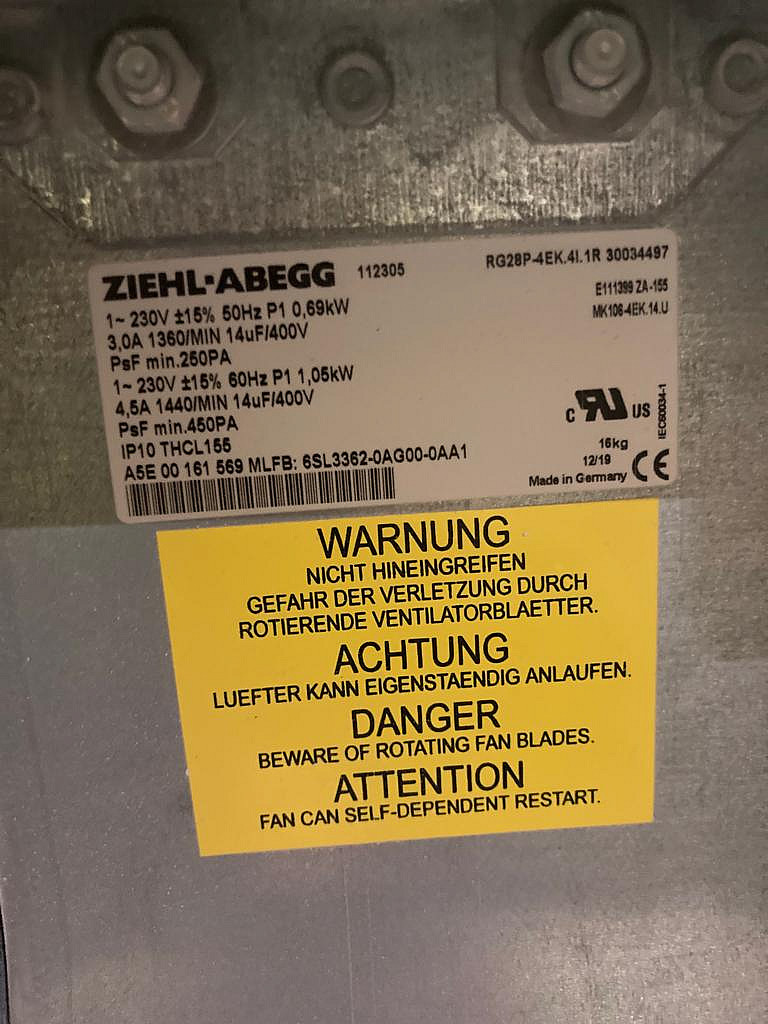 ZIEHL-ABEGG 112305 RG28P-4EK.4I.1R 30034497
1~ 230V ±15% 50Hz P1 0,69kW E111399 ZA-155
3,0A 1360/MIN 14uF/400V MK106-4EK.14.U
PsF min.250PA
1~ 230V ±15% 60Hz P1 1,05kW
4,5A 1440/MIN 14uF/400V
PsF min.450PA
IP10 THCL155
A5E 00 161 569 MLFB: 6SL3362-0AG00-0AA1
c RU US
IEC60034-1
16kg
12/19 CE
Made in Germany
WARNUNG
NICHT HINEINGREIFEN
GEFAHR DER VERLETZUNG DURCH
ROTIERENDE VENTILATORBLAETTER.
ACHTUNG
LUEFTER KANN EIGENSTAENDIG ANLAUFEN.
DANGER
BEWARE OF ROTATING FAN BLADES.
ATTENTION
FAN CAN SELF-DEPENDENT RESTART.